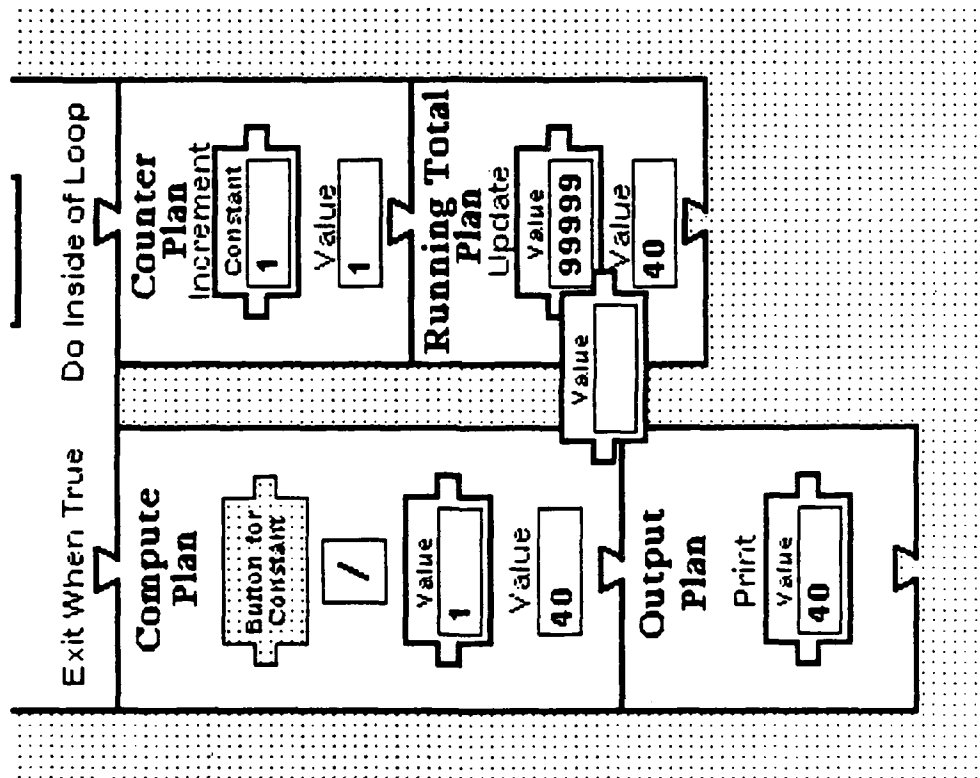 Exit When True
Compute
Plan
Button for
Constant
/
Value
1
Value
40
Output
Plan
Print
Value
40
Do Inside of Loop
Counter
Plan
Increment
Constant
1
Value
1
Running Total
Plan
Update
Value
99999
Value
40
Value